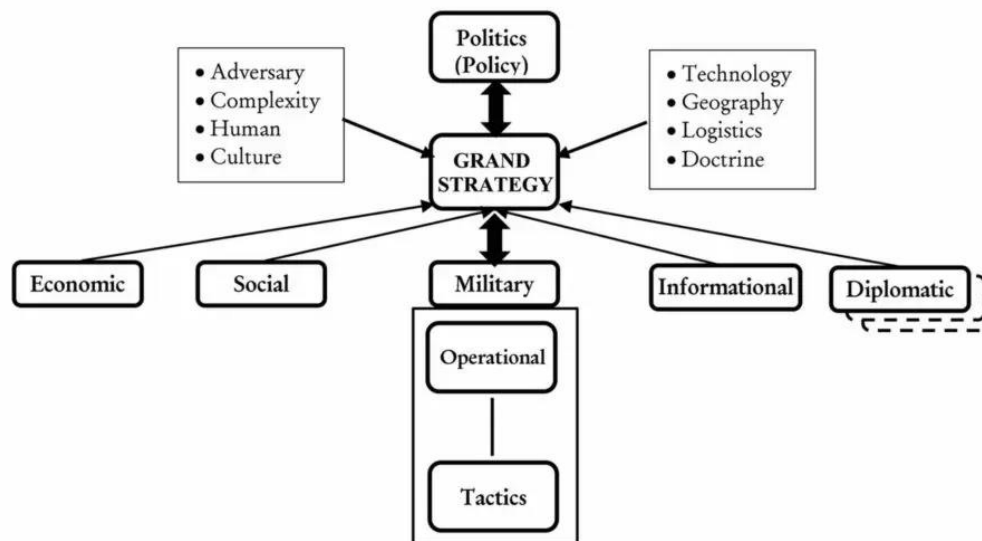 Politics
(Policy)
• Adversary
• Complexity
• Human
• Culture
• Technology
• Geography
• Logistics
• Doctrine
GRAND
STRATEGY
Economic
Social
Military
Informational
Diplomatic
Operational
Tactics